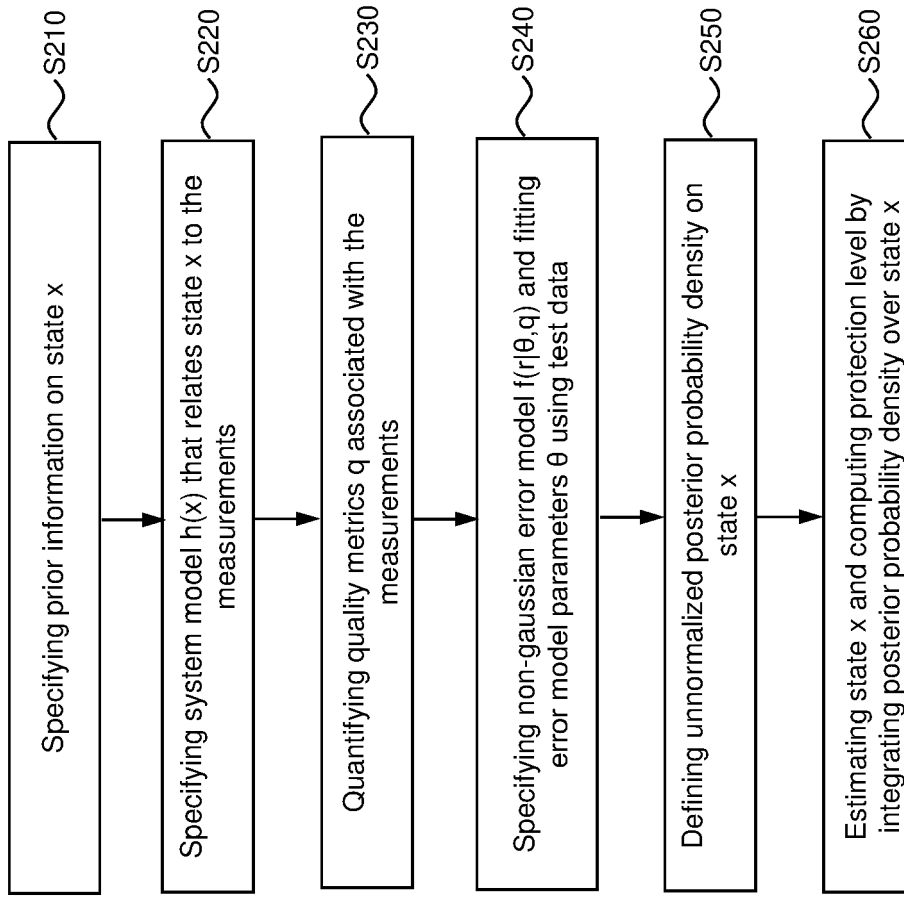 Specifying prior information on state x
S210
Specifying system model h(x) that relates state x to the
measurements
S220
Quantifying quality metrics q associated with the
measurements
S230
Specifying non-gaussian error model f(r|θ,q) and fitting
error model parameters θ using test data
S240
Defining unnormalized posterior probability density on
state x
S250
Estimating state x and computing protection level by
integrating posterior probability density over state x
S260